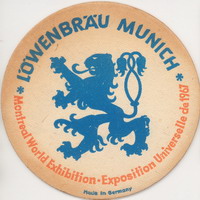 * LÖWENBRÄU MUNICH *
Montreal World Exhibition • Exposition Universelle de 1967
Made in Germany